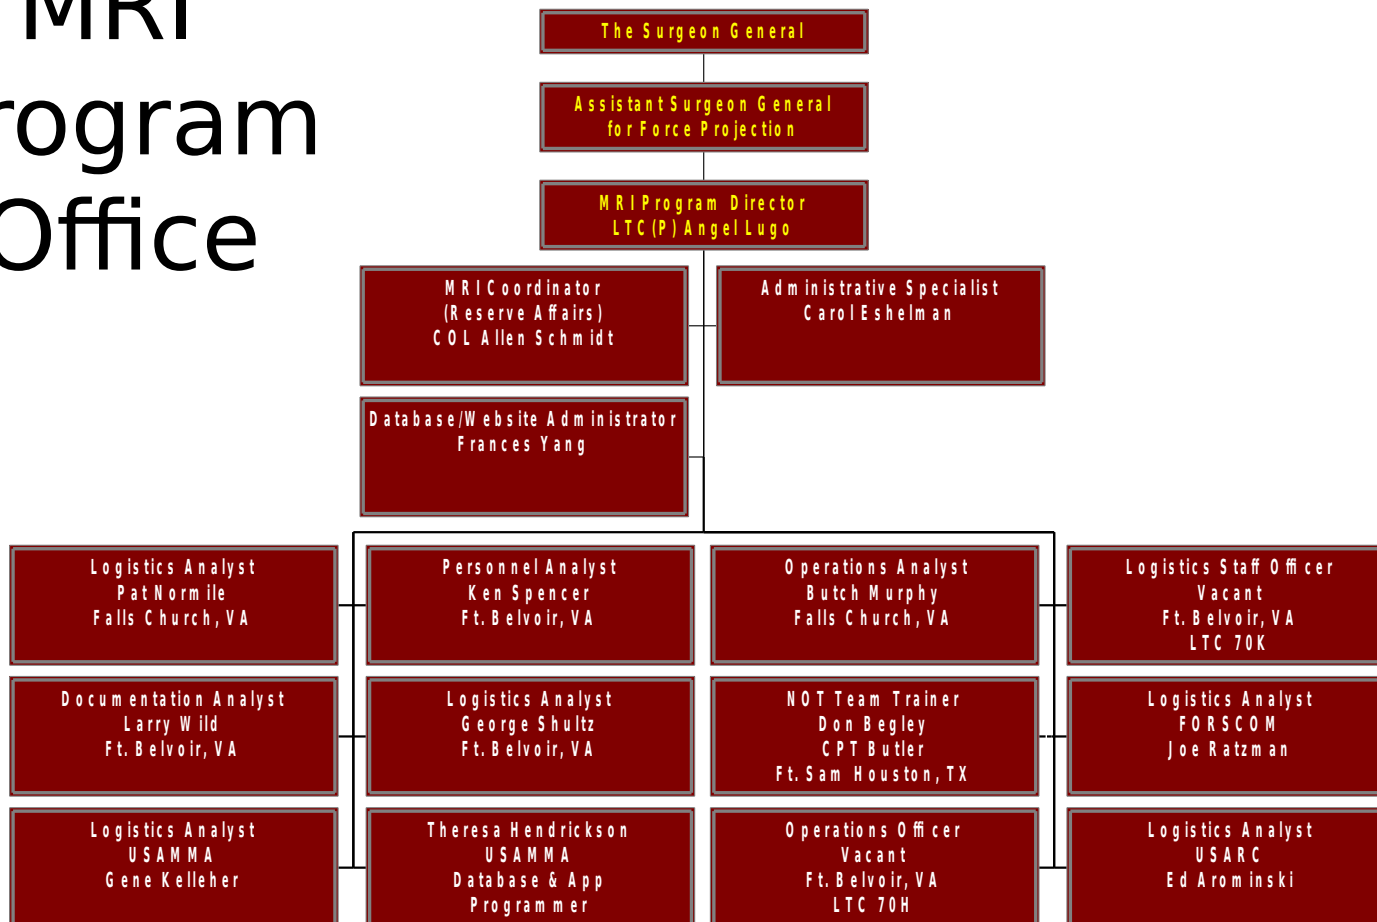 MRI
rogram
Office
The Surgeon General
Assistant Surgeon General
for Force Projection
MRI Program Director
LTC(P) Angel Lugo
MRI Coordinator
(Reserve Affairs)
COL Allen Schmidt
Administrative Specialist
Carol Eshelman
Database/Website Administrator
Frances Yang
Logistics Analyst
Pat Normile
Falls Church, VA
Personnel Analyst
Ken Spencer
Ft. Belvoir, VA
Operations Analyst
Butch Murphy
Falls Church, VA
Logistics Staff Officer
Vacant
Ft. Belvoir, VA
LTC 70K
Documentation Analyst
Larry Wild
Ft. Belvoir, VA
Logistics Analyst
George Shultz
Ft. Belvoir, VA
NOT Team Trainer
Don Begley
CPT Butler
Ft. Sam Houston, TX
Logistics Analyst
FORSCOM
Joe Ratzman
Logistics Analyst
USAMMA
Gene Kelleher
Theresa Hendrickson
USAMMA
Database & App
Programmer
Operations Officer
Vacant
Ft. Belvoir, VA
LTC 70H
Logistics Analyst
USARC
Ed Arominski